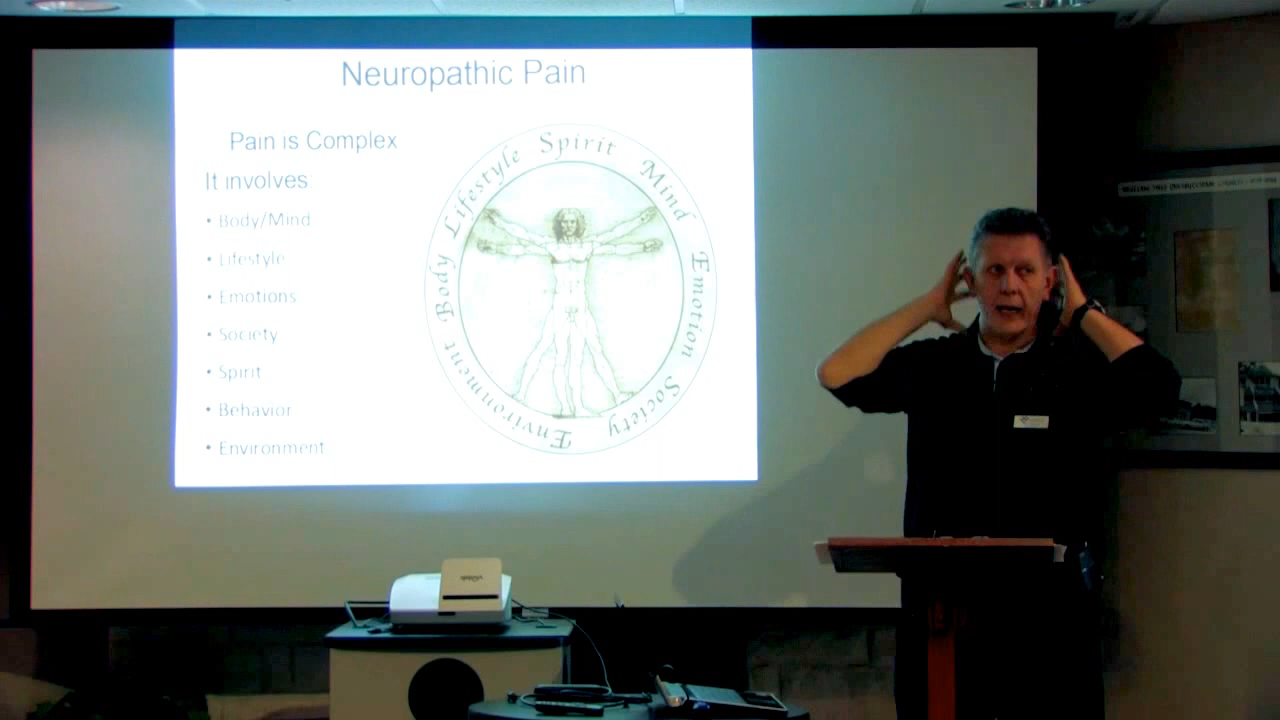 Neuropathic Pain
Pain is Complex
It involves
• Body/Mind
• Lifestyle
• Emotions
• Society
• Spirit
• Behavior
• Environment
Body Lifestyle Spirit Mind Emotion Society Environment